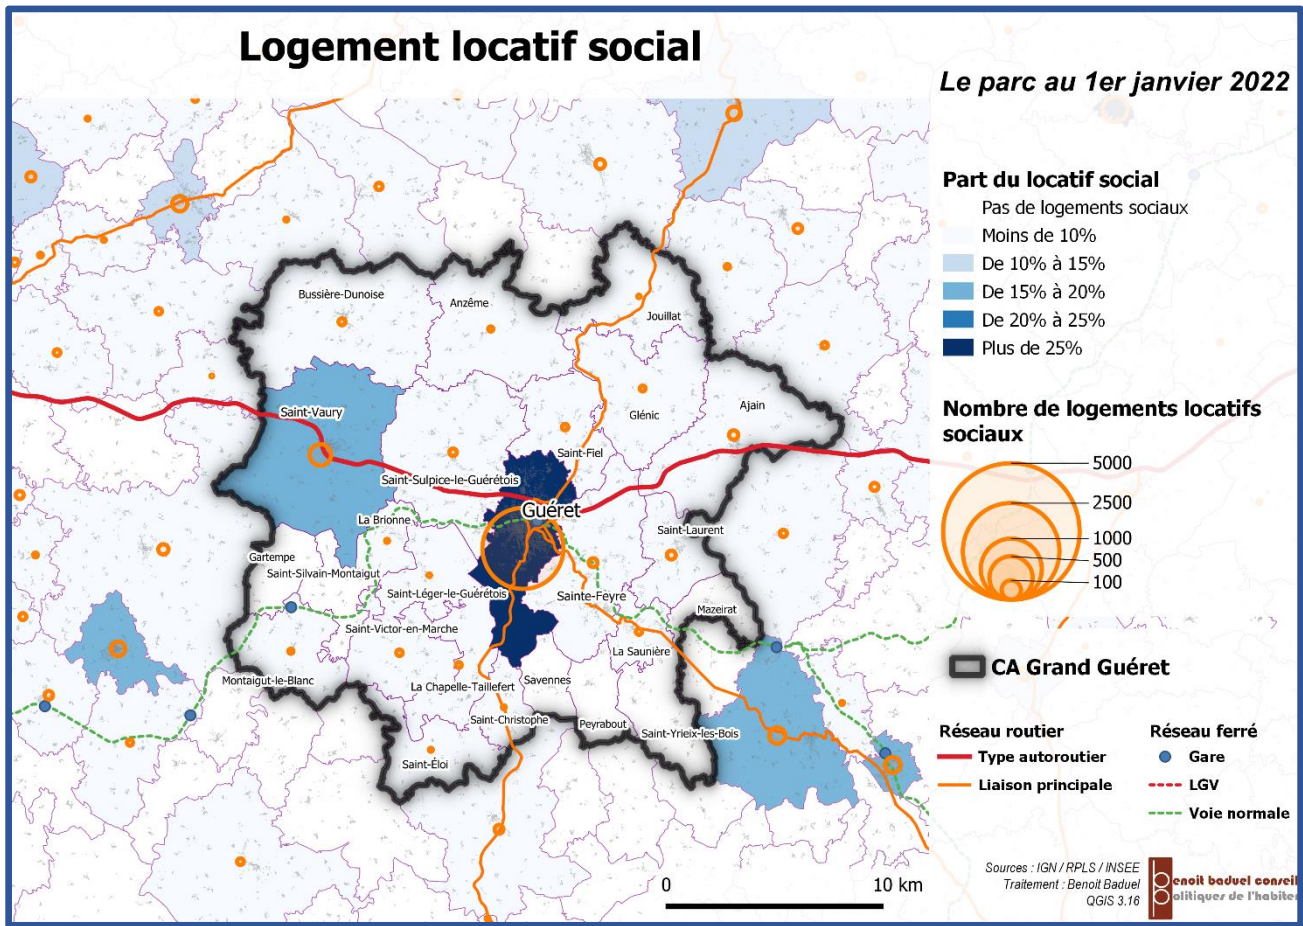 Logement locatif social
Le parc au 1er janvier 2022
Part du locatif social
Pas de logements sociaux
Moins de 10%
De 10% à 15%
De 15% à 20%
De 20% à 25%
Plus de 25%
Nombre de logements locatifs
sociaux
5000
2500
1000
500
100
CA Grand Guéret
Réseau routier
Type autoroutier
Liaison principale
Réseau ferré
Gare
LGV
Voie normale
Bussière-Dunoise
Anzême
Jouillat
Saint-Vaury
Glénic
Ajain
Saint-Fiel
Saint-Sulpice-le-Guérétois
Guéret
La Brionne
Saint-Laurent
Gartempe
Saint-Silvain-Montaigut
Saint-Léger-le-Guérétois
Sainte-Feyre
Mazeirat
Saint-Victor-en-Marche
La Saunière
Montaigut-le-Blanc
La Chapelle-Taillefert
Savennes
Saint-Christophe
Peyrabout
Saint-Yrieix-les-Bois
Saint-Éloi
0
10 km
Sources : IGN / RPLS / INSEE
Traitement : Benoit Baduel
QGIS 3.16
benoit baduel conseil
politiques de l'habiter